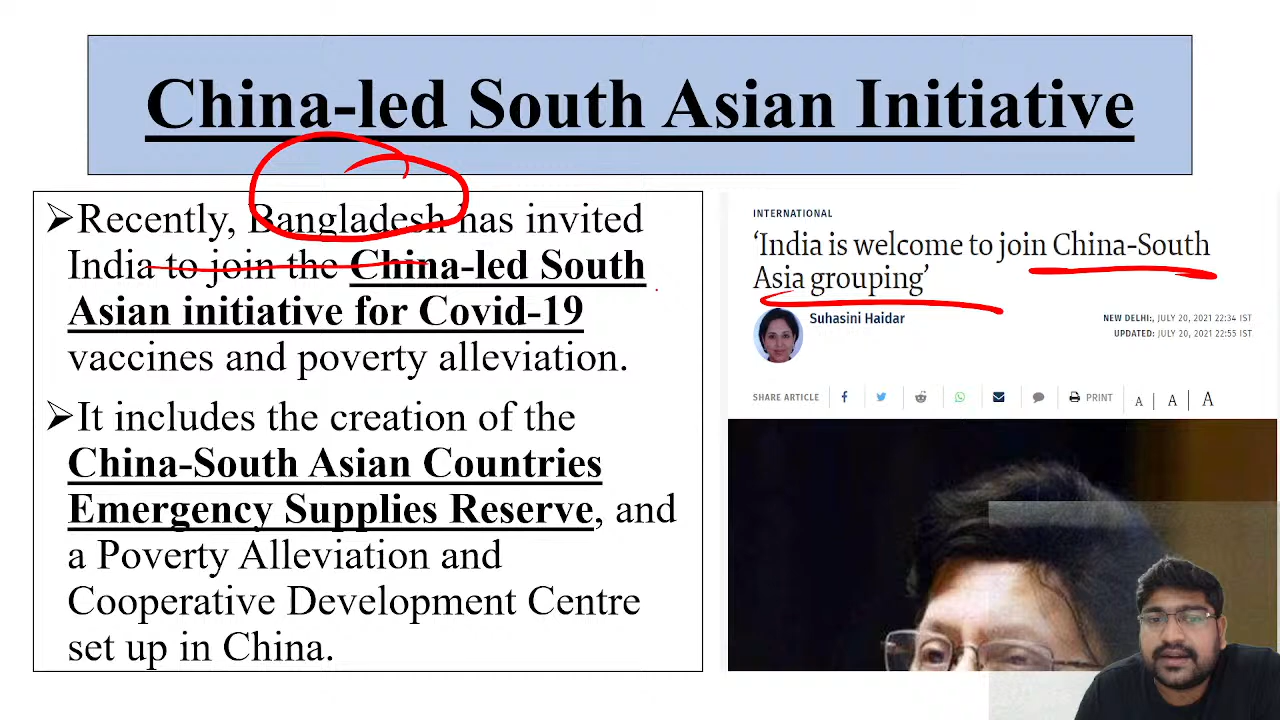 China-led South Asian Initiative
➢Recently, Bangladesh has invited
India to join the China-led South
Asian initiative for Covid-19
vaccines and poverty alleviation.
➢It includes the creation of the
China-South Asian Countries
Emergency Supplies Reserve, and
a Poverty Alleviation and
Cooperative Development Centre
set up in China.
INTERNATIONAL
‘India is welcome to join China-South
Asia grouping’
Suhasini Haidar
NEW DELHI:, JULY 20, 2021 22:34 IST
UPDATED: JULY 20, 2021 22:55 IST
SHARE ARTICLE PRINT A | A | A